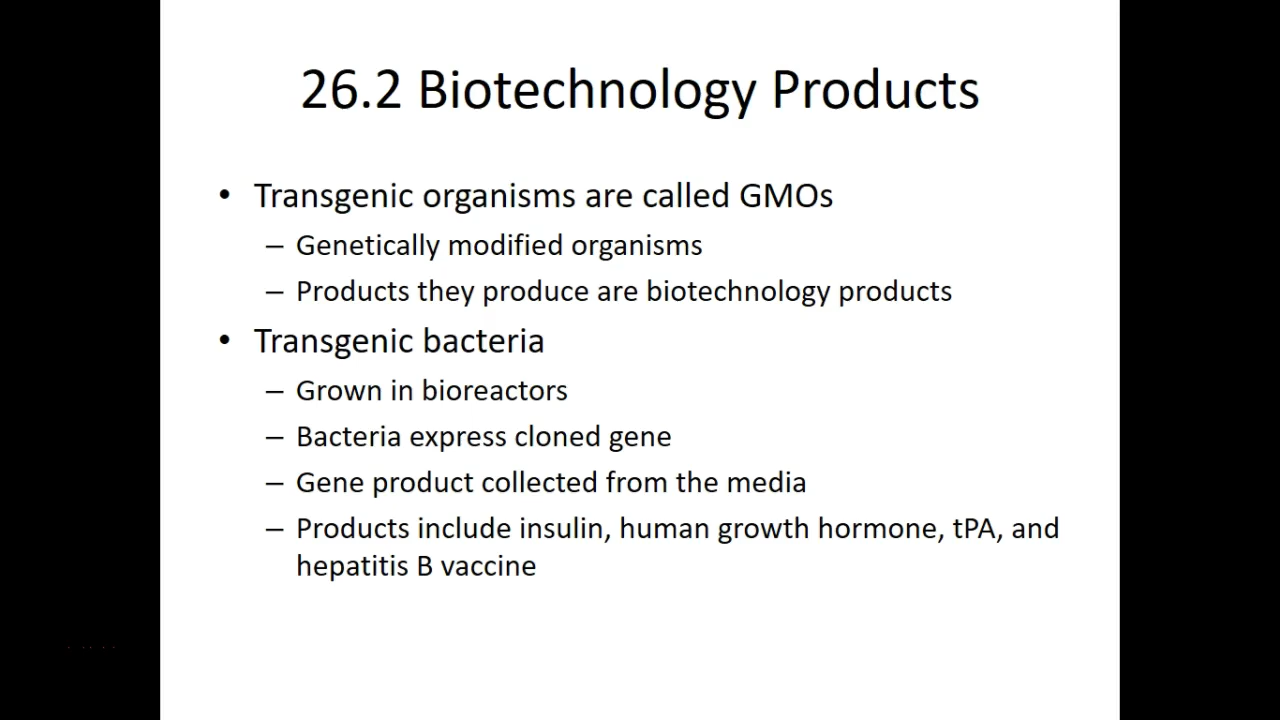 26.2 Biotechnology Products
• Transgenic organisms are called GMOs
– Genetically modified organisms
– Products they produce are biotechnology products
• Transgenic bacteria
– Grown in bioreactors
– Bacteria express cloned gene
– Gene product collected from the media
– Products include insulin, human growth hormone, tPA, and
hepatitis B vaccine